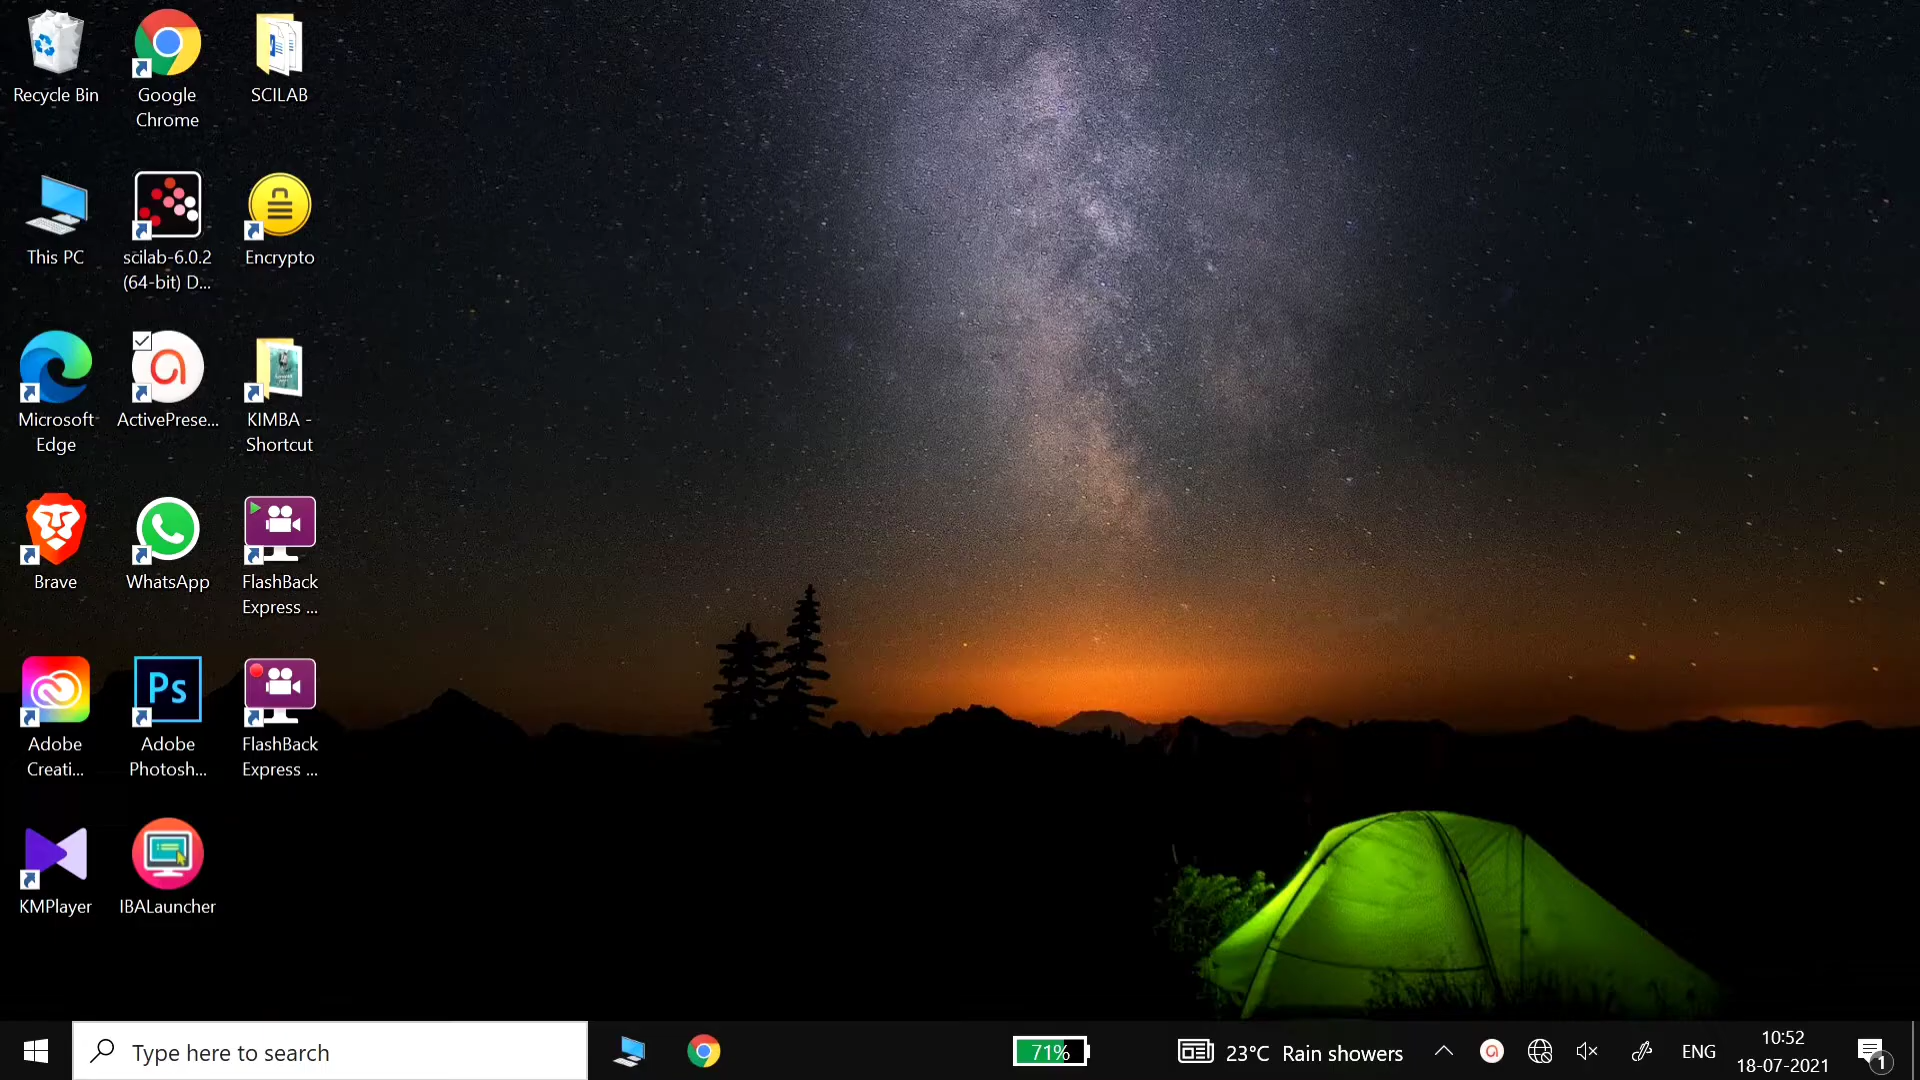 Recycle Bin
Google
Chrome
SCILAB
This PC
scilab-6.0.2
(64-bit) D...
Encrypto
Microsoft
Edge
ActivePrese...
KIMBA -
Shortcut
Brave
WhatsApp
FlashBack
Express ...
Adobe
Creati...
Ps
Adobe
Photosh...
FlashBack
Express ...
KMPlayer
IBALauncher
Type here to search
71%
23°C Rain showers
ENG
10:52
18-07-2021
1